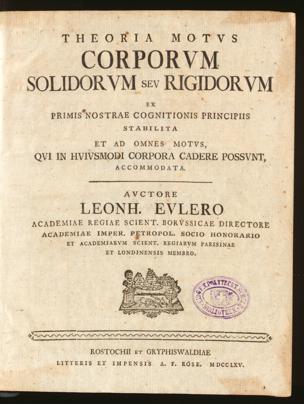 THEORIA MOTVS
CORPORVM
SOLIDORVM SEV RIGIDORVM
EX
PRIMIS NOSTRAE COGNITIONIS PRINCIPIIS
STABILITA
ET AD OMNES MOTVS,
QVI IN HVIVSMODI CORPORA CADERE POSSVNT,
ACCOMMODATA.
AVCTORE
LEONH. EVLERO
ACADEMIAE REGIAE SCIENT. BORVSSICAE DIRECTORE
ACADEMIAE IMPER. PETROPOL. SOCIO HONORARIO
ET ACADEMIARVM SCIENT. REGIARVM PARISINAE
ET LONDINENSIS MEMBRO.
ROSTOCHII ET GRYPHISWALDIAE
LITTERIS ET IMPENSIS A. F. RÖSE. MDCCLXV.